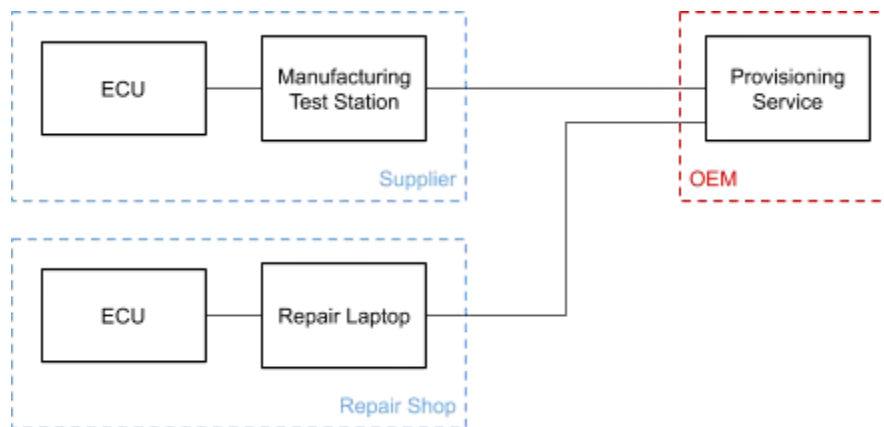 ECU
Manufacturing
Test Station
Provisioning
Service
Supplier
OEM
ECU
Repair Laptop
Repair Shop